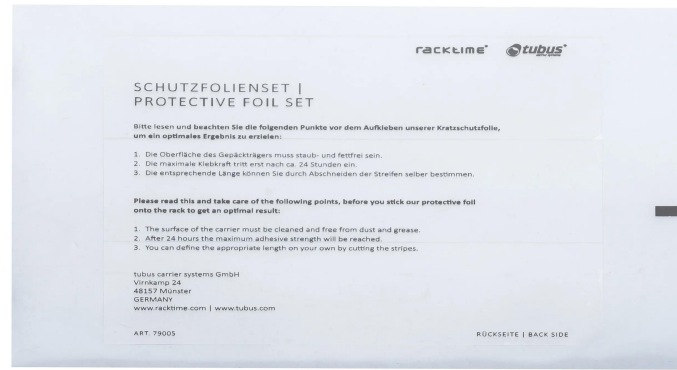 racktime tubus
SCHUTZFOLIENSET |
PROTECTIVE FOIL SET
Bitte lesen und beachten Sie die folgenden Punkte vor dem Aufkleben unserer Kratzschutzfolie,
um ein optimales Ergebnis zu erzielen:
1. Die Oberfläche des Gepäckträgers muss staub- und fettfrei sein.
2. Die maximale Klebkraft tritt erst nach ca. 24 Stunden ein.
3. Die entsprechende Länge können Sie durch Abschneiden der Streifen selber bestimmen.
Please read this and take care of the following points, before you stick our protective foil
onto the rack to get an optimal result:
1. The surface of the carrier must be cleaned and free from dust and grease.
2. After 24 hours the maximum adhesive strength will be reached.
3. You can define the appropriate length on your own by cutting the stripes.
tubus carrier systems GmbH
Virnkamp 24
48157 Münster
GERMANY
www.racktime.com | www.tubus.com
ART. 79005 RÜCKSEITE | BACK SIDE